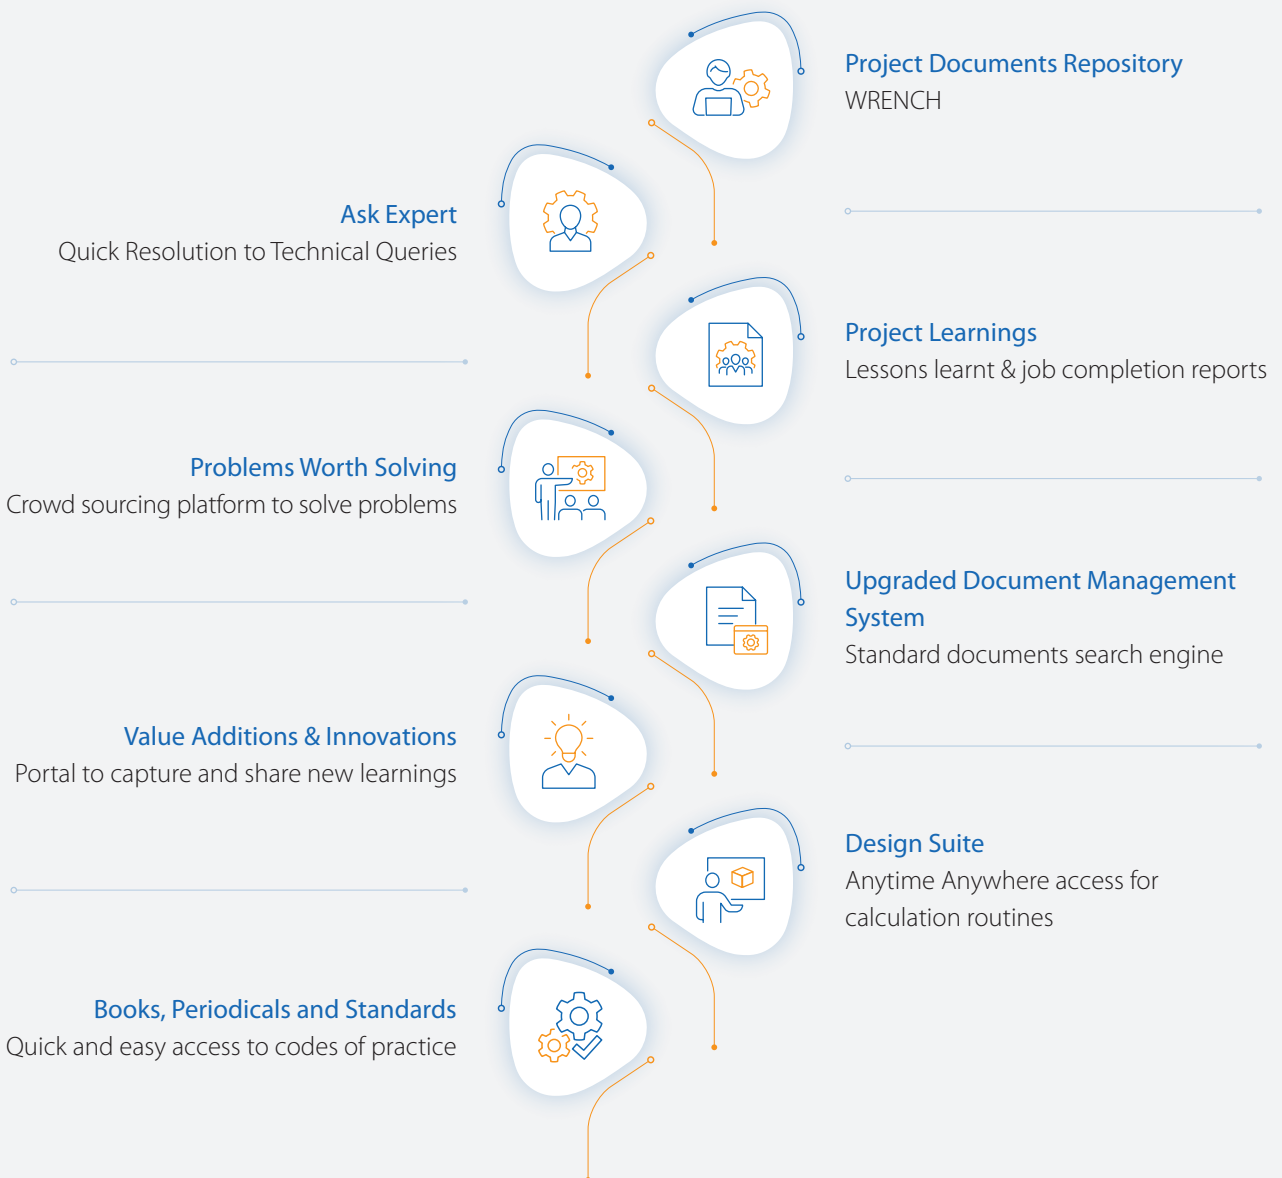 Project Documents Repository
WRENCH
Ask Expert
Quick Resolution to Technical Queries
Project Learnings
Lessons learnt & job completion reports
Problems Worth Solving
Crowd sourcing platform to solve problems
Upgraded Document Management
System
Standard documents search engine
Value Additions & Innovations
Portal to capture and share new learnings
Design Suite
Anytime Anywhere access for
calculation routines
Books, Periodicals and Standards
Quick and easy access to codes of practice